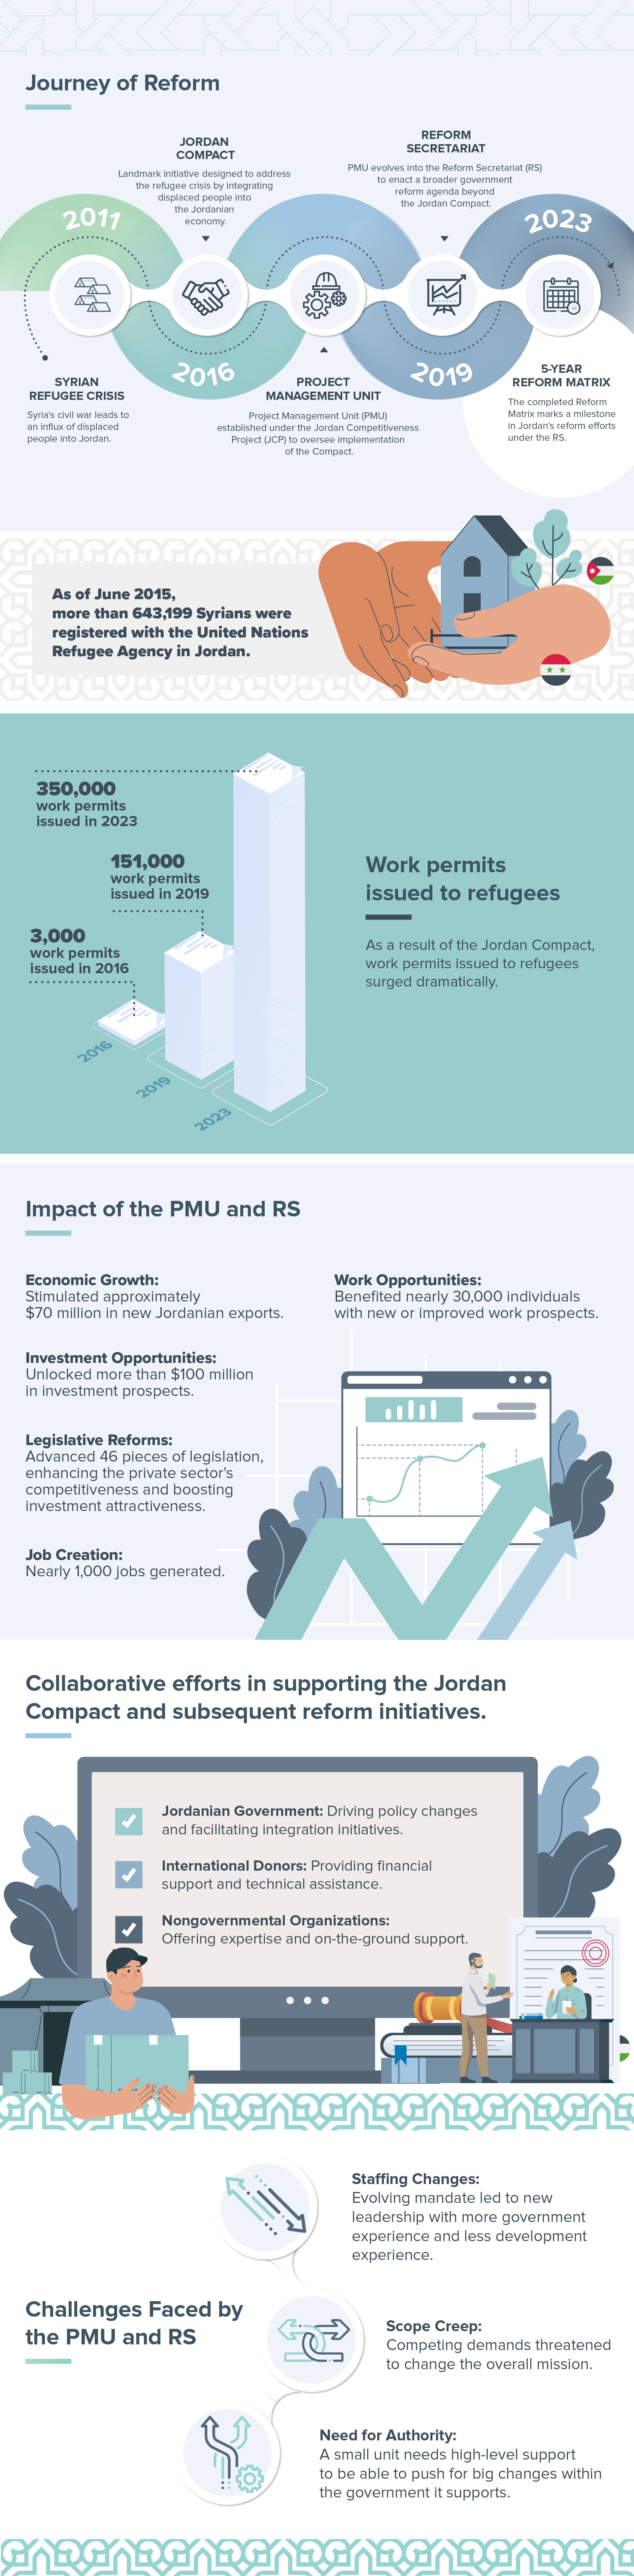 Journey of Reform
2011
SYRIAN
REFUGEE CRISIS
Syria's civil war leads to
an influx of displaced
people into Jordan.
JORDAN
COMPACT
Landmark initiative designed to address
the refugee crisis by integrating
displaced people into
the Jordanian
economy.
2016
PROJECT
MANAGEMENT UNIT
Project Management Unit (PMU)
established under the Jordan Competitiveness
Project (JCP) to oversee implementation
of the Compact.
REFORM
SECRETARIAT
PMU evolves into the Reform Secretariat (RS)
to enact a broader government
reform agenda beyond
the Jordan Compact.
2019
2023
5-YEAR
REFORM MATRIX
The completed Reform
Matrix marks a milestone
in Jordan's reform efforts
under the RS.
As of June 2015,
more than 643,199 Syrians were
registered with the United Nations
Refugee Agency in Jordan.
350,000
work permits
issued in 2023
151,000
work permits
issued in 2019
3,000
work permits
issued in 2016
2016
2019
2023
Work permits
issued to refugees
As a result of the Jordan Compact,
work permits issued to refugees
surged dramatically.
Impact of the PMU and RS
Economic Growth:
Stimulated approximately
$70 million in new Jordanian exports.
Work Opportunities:
Benefited nearly 30,000 individuals
with new or improved work prospects.
Investment Opportunities:
Unlocked more than $100 million
in investment prospects.
Legislative Reforms:
Advanced 46 pieces of legislation,
enhancing the private sector's
competitiveness and boosting
investment attractiveness.
Job Creation:
Nearly 1,000 jobs generated.
Collaborative efforts in supporting the Jordan
Compact and subsequent reform initiatives.
Jordanian Government: Driving policy changes
and facilitating integration initiatives.
International Donors: Providing financial
support and technical assistance.
Nongovernmental Organizations:
Offering expertise and on-the-ground support.
Challenges Faced by
the PMU and RS
Staffing Changes:
Evolving mandate led to new
leadership with more government
experience and less development
experience.
Scope Creep:
Competing demands threatened
to change the overall mission.
Need for Authority:
A small unit needs high-level support
to be able to push for big changes within
the government it supports.